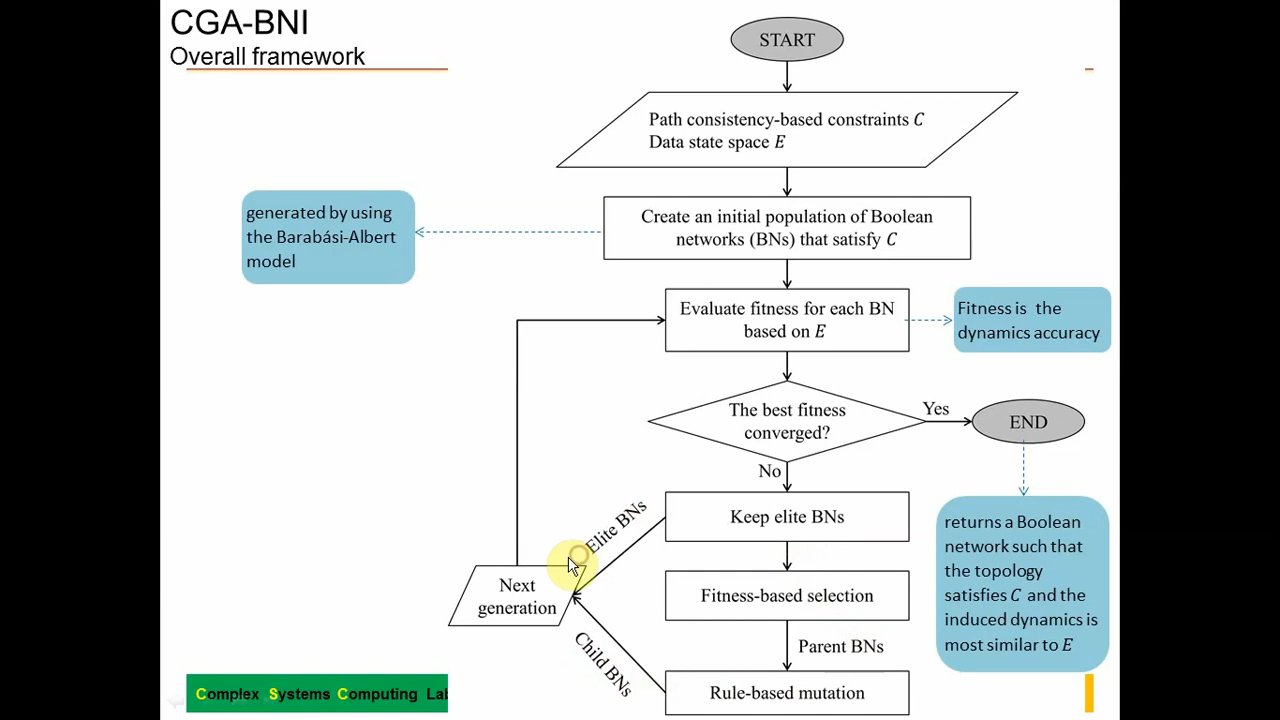 CGA-BNI
Overall framework
START
Path consistency-based constraints C
Data state space E
generated by using
the Barabási-Albert
model
Create an initial population of Boolean
networks (BNs) that satisfy C
Evaluate fitness for each BN
based on E
Fitness is the
dynamics accuracy
The best fitness
converged?
Yes
END
No
Keep elite BNs
Elite BNs
returns a Boolean
network such that
the topology
satisfies C and the
induced dynamics is
most similar to E
Next
generation
Fitness-based selection
Parent BNs
Child BNs
Rule-based mutation
Complex Systems Computing Lab